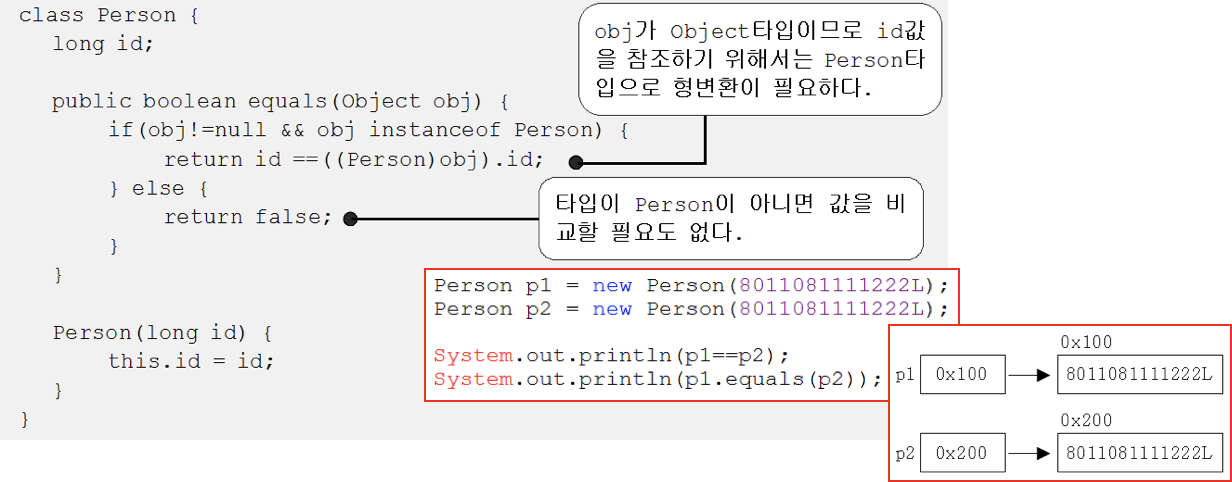 class Person {
long id;
public boolean equals(Object obj) {
if(obj!=null && obj instanceof Person) {
return id ==((Person)obj).id;
} else {
return false;
}
}
Person(long id) {
this.id = id;
}
}
obj가 Object타입이므로 id값
을 참조하기 위해서는 Person타
입으로 형변환이 필요하다.
타입이 Person이 아니면 값을 비
교할 필요도 없다.
Person p1 = new Person(8011081111222L);
Person p2 = new Person(8011081111222L);
System.out.println(p1==p2);
System.out.println(p1.equals(p2));
0x100
p1 0x100 8011081111222L
0x200
p2 0x200 8011081111222L